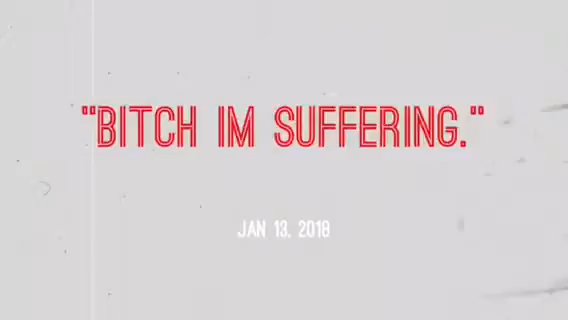 "BITCH IM SUFFERING."
JAN 13, 2018